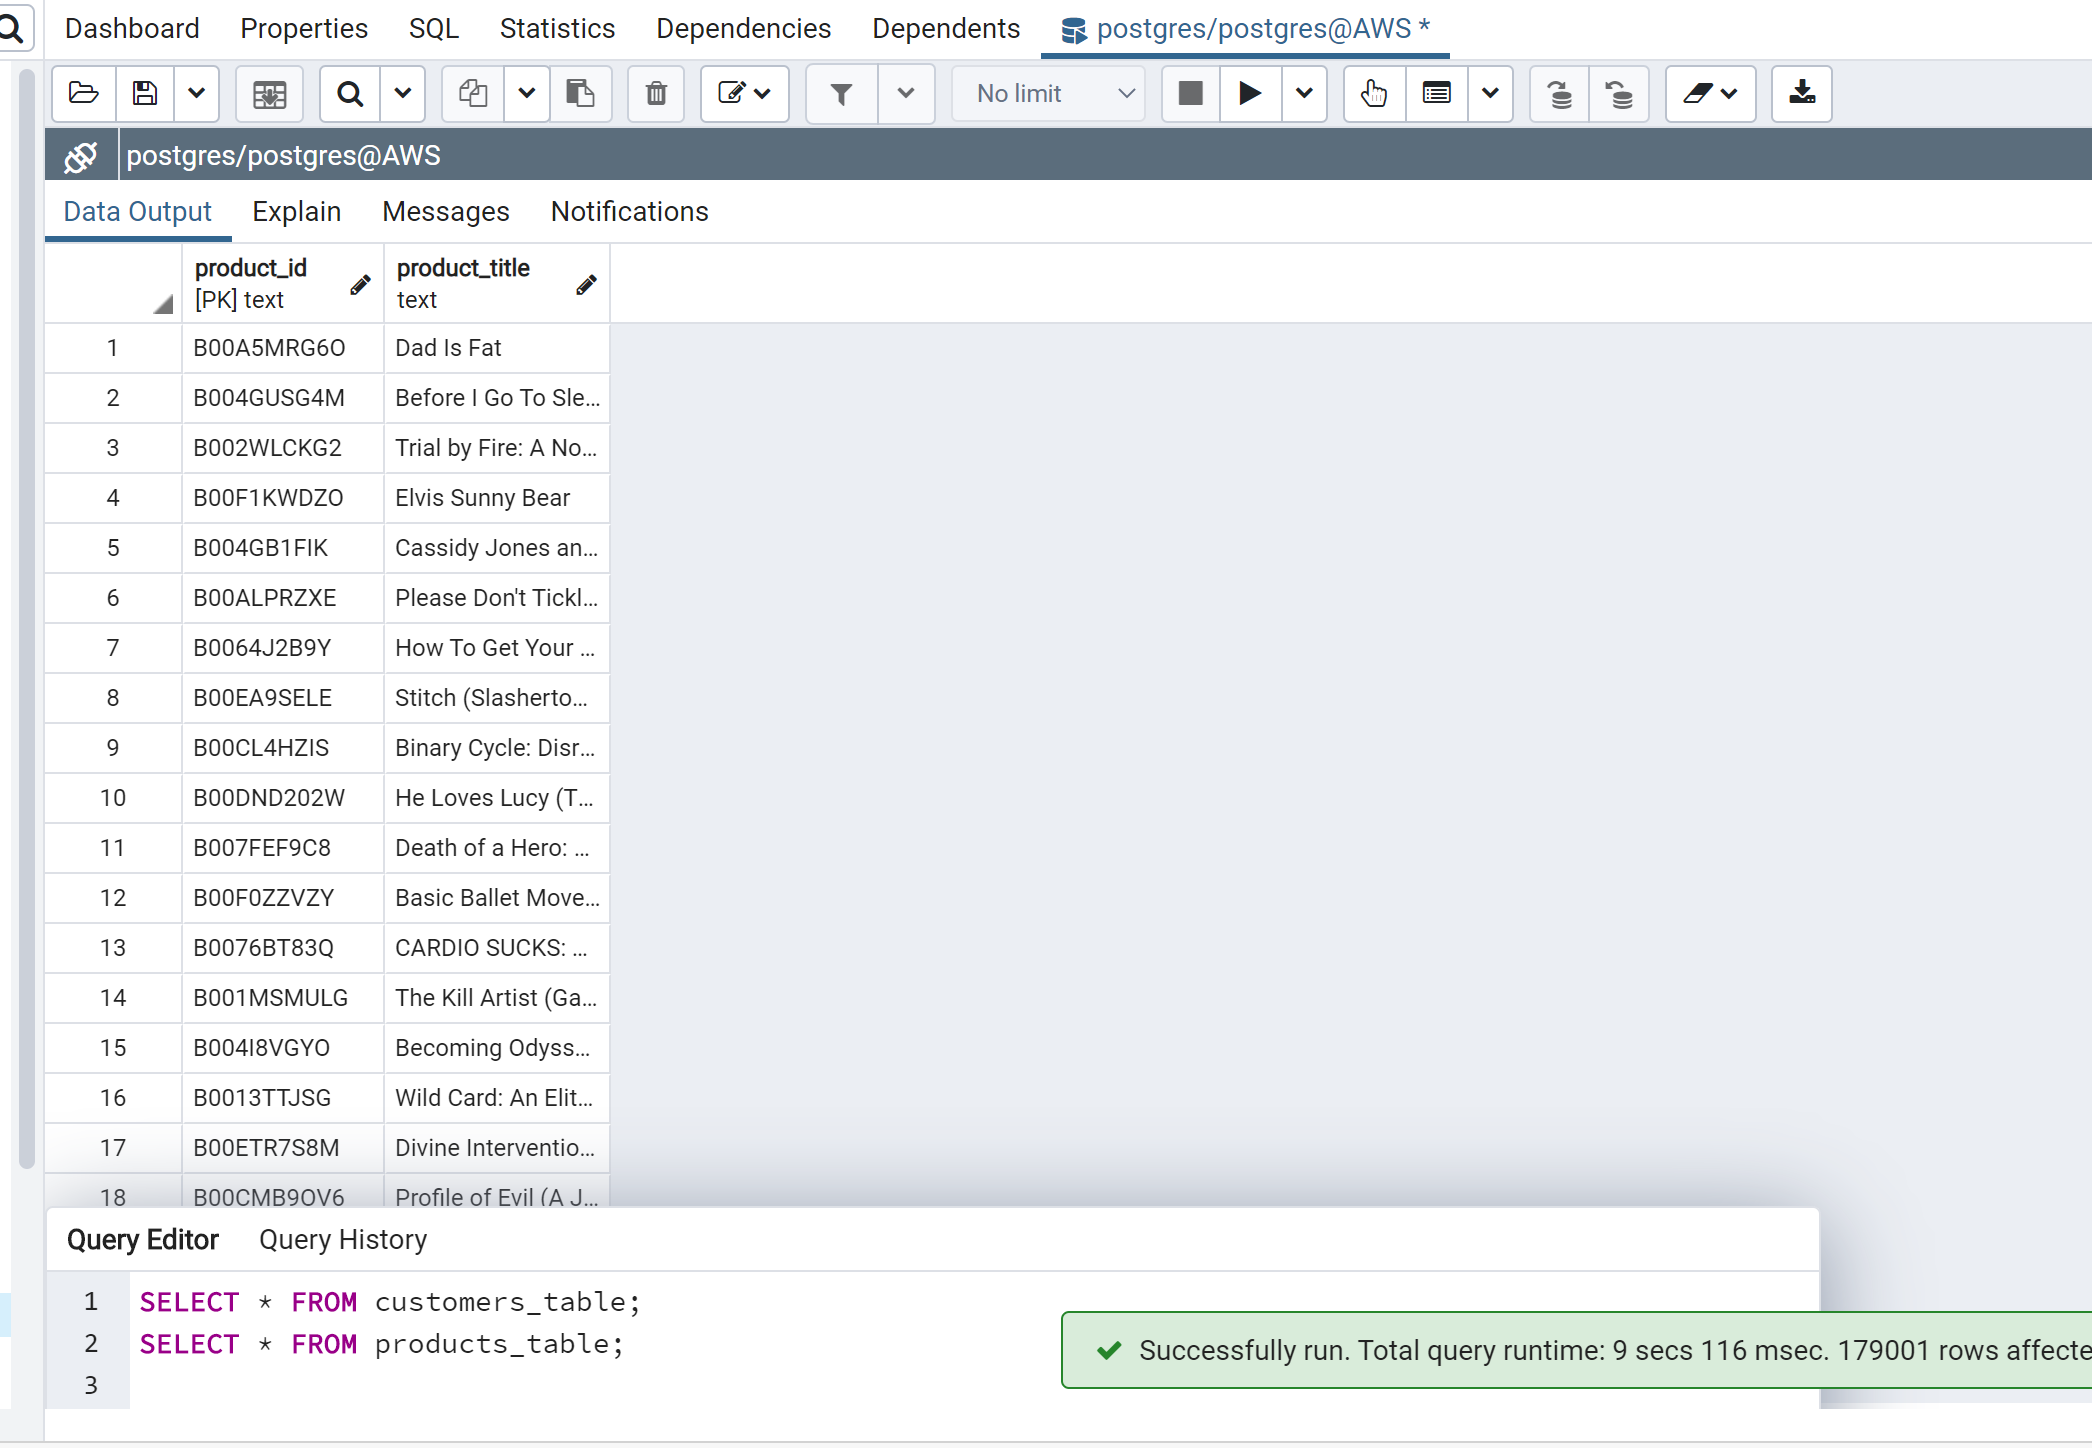 Dashboard Properties SQL Statistics Dependencies Dependents postgres/postgres@AWS *
No limit
postgres/postgres@AWS
Data Output Explain Messages Notifications
product_id product_title
[PK] text text
1 B00A5MRG6O Dad Is Fat
2 B004GUSG4M Before I Go To Sle...
3 B002WLCKG2 Trial by Fire: A No...
4 B00F1KWDZO Elvis Sunny Bear
5 B004GB1FIK Cassidy Jones an...
6 B00ALPRZXE Please Don't Tickl...
7 B0064J2B9Y How To Get Your ...
8 B00EA9SELE Stitch (Slasherto...
9 B00CL4HZIS Binary Cycle: Disr...
10 B00DND202W He Loves Lucy (T...
11 B007FEF9C8 Death of a Hero: ...
12 B00F0ZZVZY Basic Ballet Move...
13 B0076BT83Q CARDIO SUCKS: ...
14 B001MSMULG The Kill Artist (Ga...
15 B004I8VGYO Becoming Odyss...
16 B0013TTJSG Wild Card: An Elit...
17 B00ETR7S8M Divine Interventio...
18 B00CMB9OV6 Profile of Evil (A J...
Query Editor Query History
1 SELECT * FROM customers_table;
2 SELECT * FROM products_table;
3
Successfully run. Total query runtime: 9 secs 116 msec. 179001 rows affecte